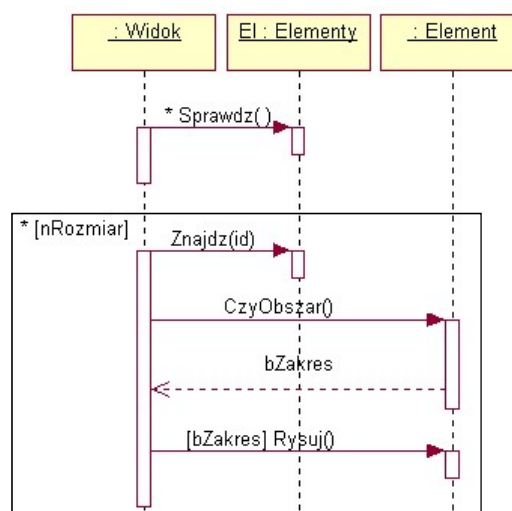 : Widok
El : Elementy
: Element
* Sprawdz( )
* [nRozmiar]
Znajdz(id)
CzyObszar()
bZakres
[bZakres] Rysuj()